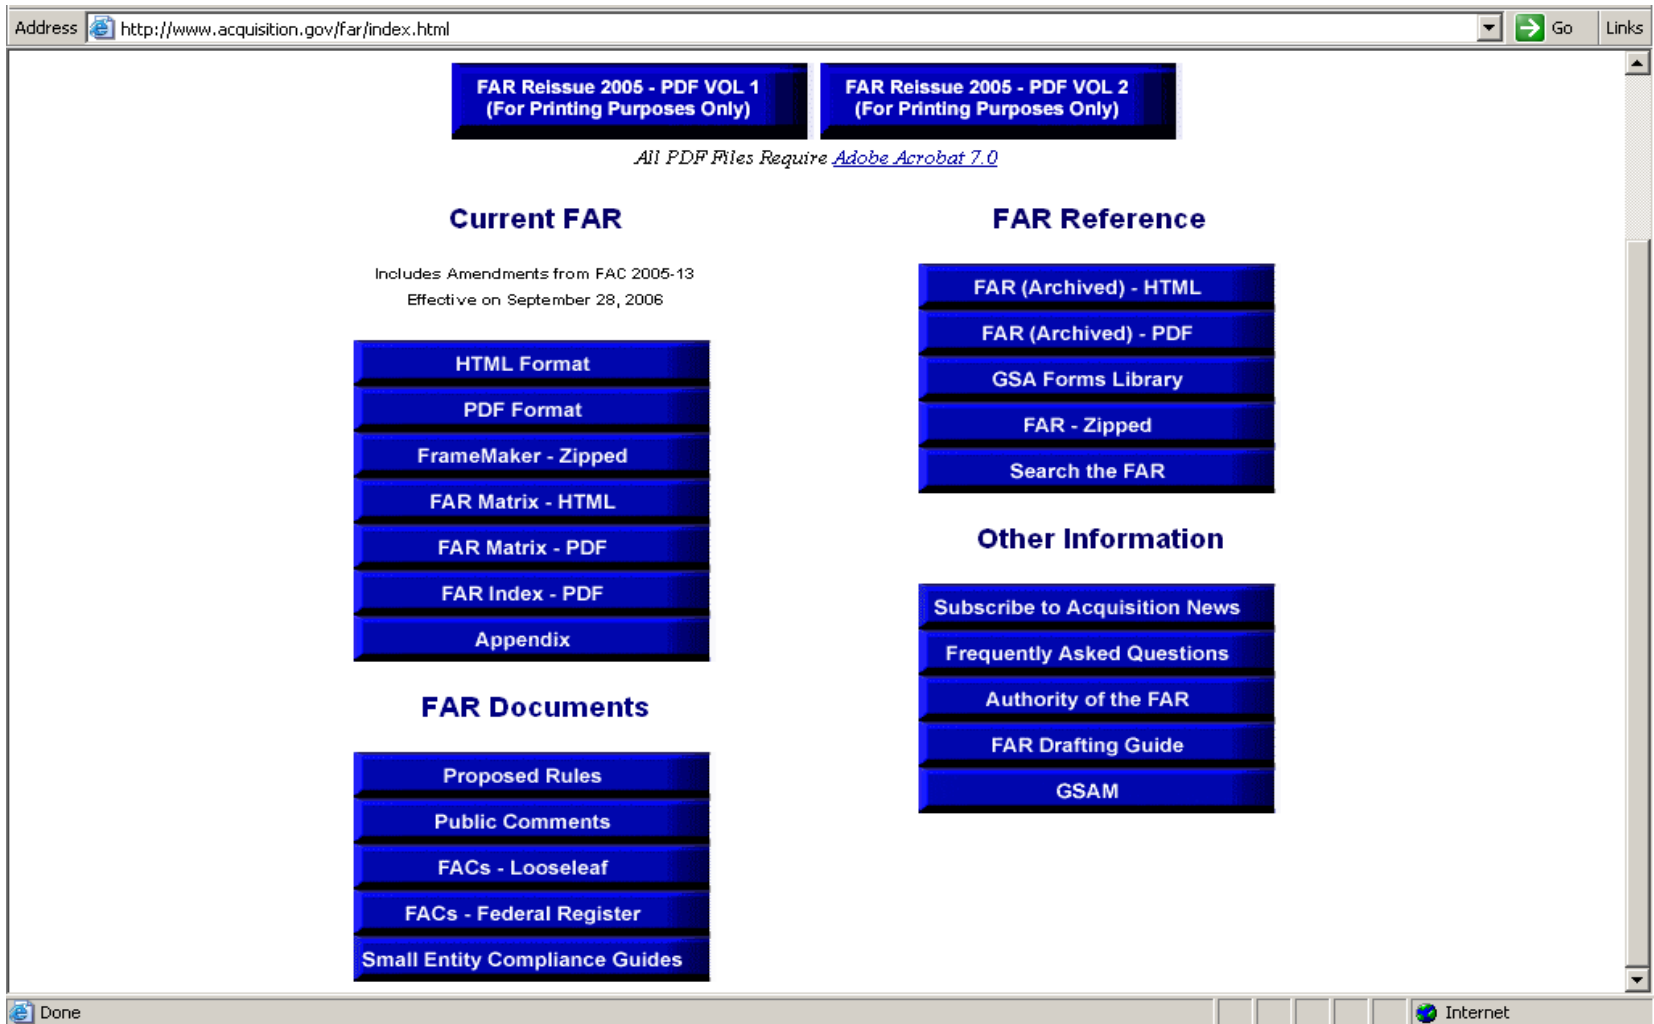 Address http://www.acquisition.gov/far/index.html Go Links
FAR Reissue 2005 - PDF VOL 1
(For Printing Purposes Only)
FAR Reissue 2005 - PDF VOL 2
(For Printing Purposes Only)
All PDF Files Require Adobe Acrobat 7.0
Current FAR
Includes Amendments from FAC 2005-13
Effective on September 28, 2006
HTML Format
PDF Format
FrameMaker - Zipped
FAR Matrix - HTML
FAR Matrix - PDF
FAR Index - PDF
Appendix
FAR Documents
Proposed Rules
Public Comments
FACs - Looseleaf
FACs - Federal Register
Small Entity Compliance Guides
FAR Reference
FAR (Archived) - HTML
FAR (Archived) - PDF
GSA Forms Library
FAR - Zipped
Search the FAR
Other Information
Subscribe to Acquisition News
Frequently Asked Questions
Authority of the FAR
FAR Drafting Guide
GSAM
Done Internet